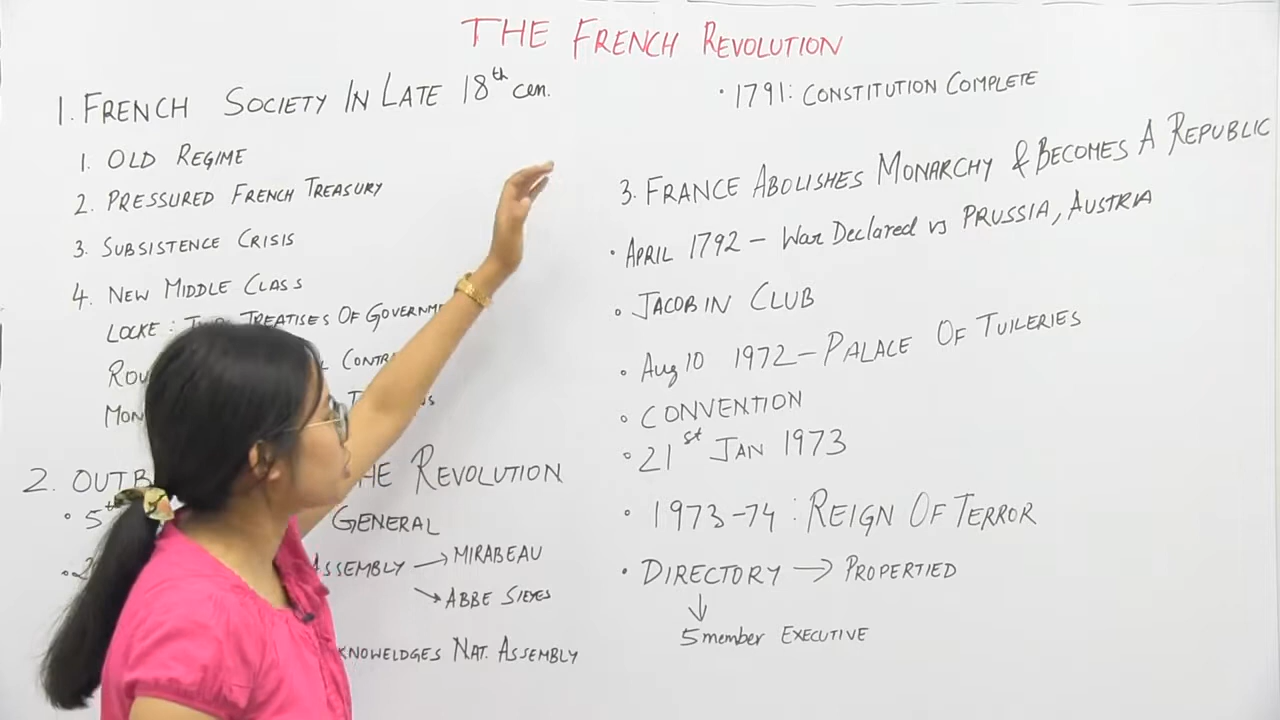 THE FRENCH REVOLUTION
1. FRENCH SOCIETY IN LATE 18th cen.
1. OLD REGIME
2. PRESSURED FRENCH TREASURY
3. SUBSISTENCE CRISIS
4. NEW MIDDLE CLASS
LOCKE: TREATISES OF
2. THE REVOLUTION
5th GENERAL
ASSEMBLY → MIRABEAU
→ ABBE SIEYES
NAT. ASSEMBLY
• 1791: CONSTITUTION COMPLETE
3. FRANCE ABOLISHES MONARCHY & BECOMES A REPUBLIC
• APRIL 1792 - War Declared vs PRUSSIA, AUSTRIA
• JACOBIN CLUB
• Aug 10 1972 - PALACE OF TUILERIES
• CONVENTION
• 21st JAN 1973
• 1973-74: REIGN OF TERROR
• DIRECTORY → PROPERTIED
↓
5 member EXECUTIVE